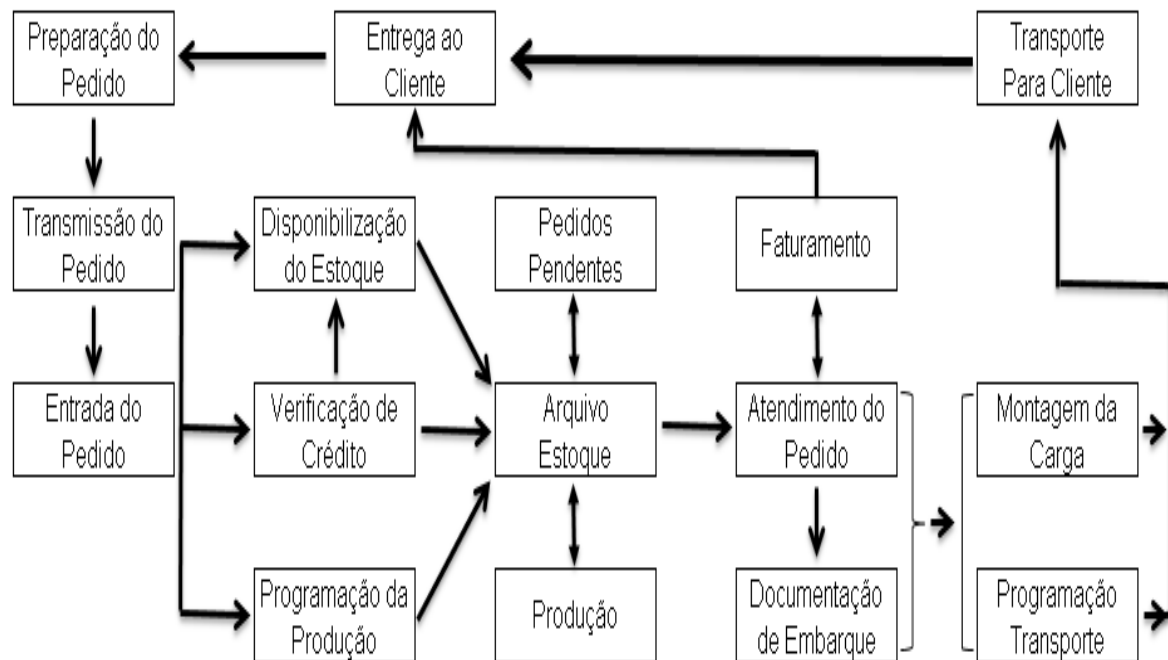 Preparação do
Pedido
Entrega ao
Cliente
Transporte
Para Cliente
Transmissão do
Pedido
Disponibilização
do Estoque
Pedidos
Pendentes
Faturamento
Entrada do
Pedido
Verificação de
Crédito
Arquivo
Estoque
Atendimento do
Pedido
Montagem da
Carga
Programação da
Produção
Produção
Documentação
de Embarque
Programação
Transporte